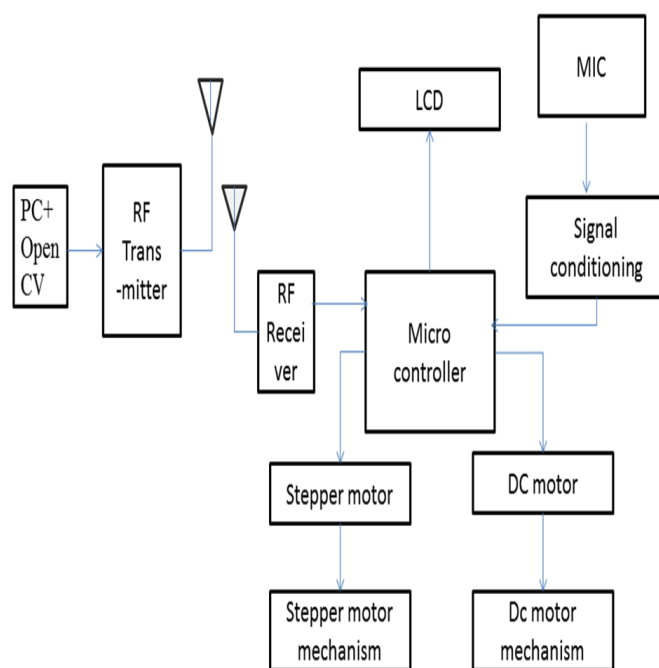 MIC
LCD
PC+
Open
CV
RF
Trans
-mitter
Signal
conditioning
RF
Recei
ver
Micro
controller
Stepper motor
DC motor
Stepper motor
mechanism
Dc motor
mechanism